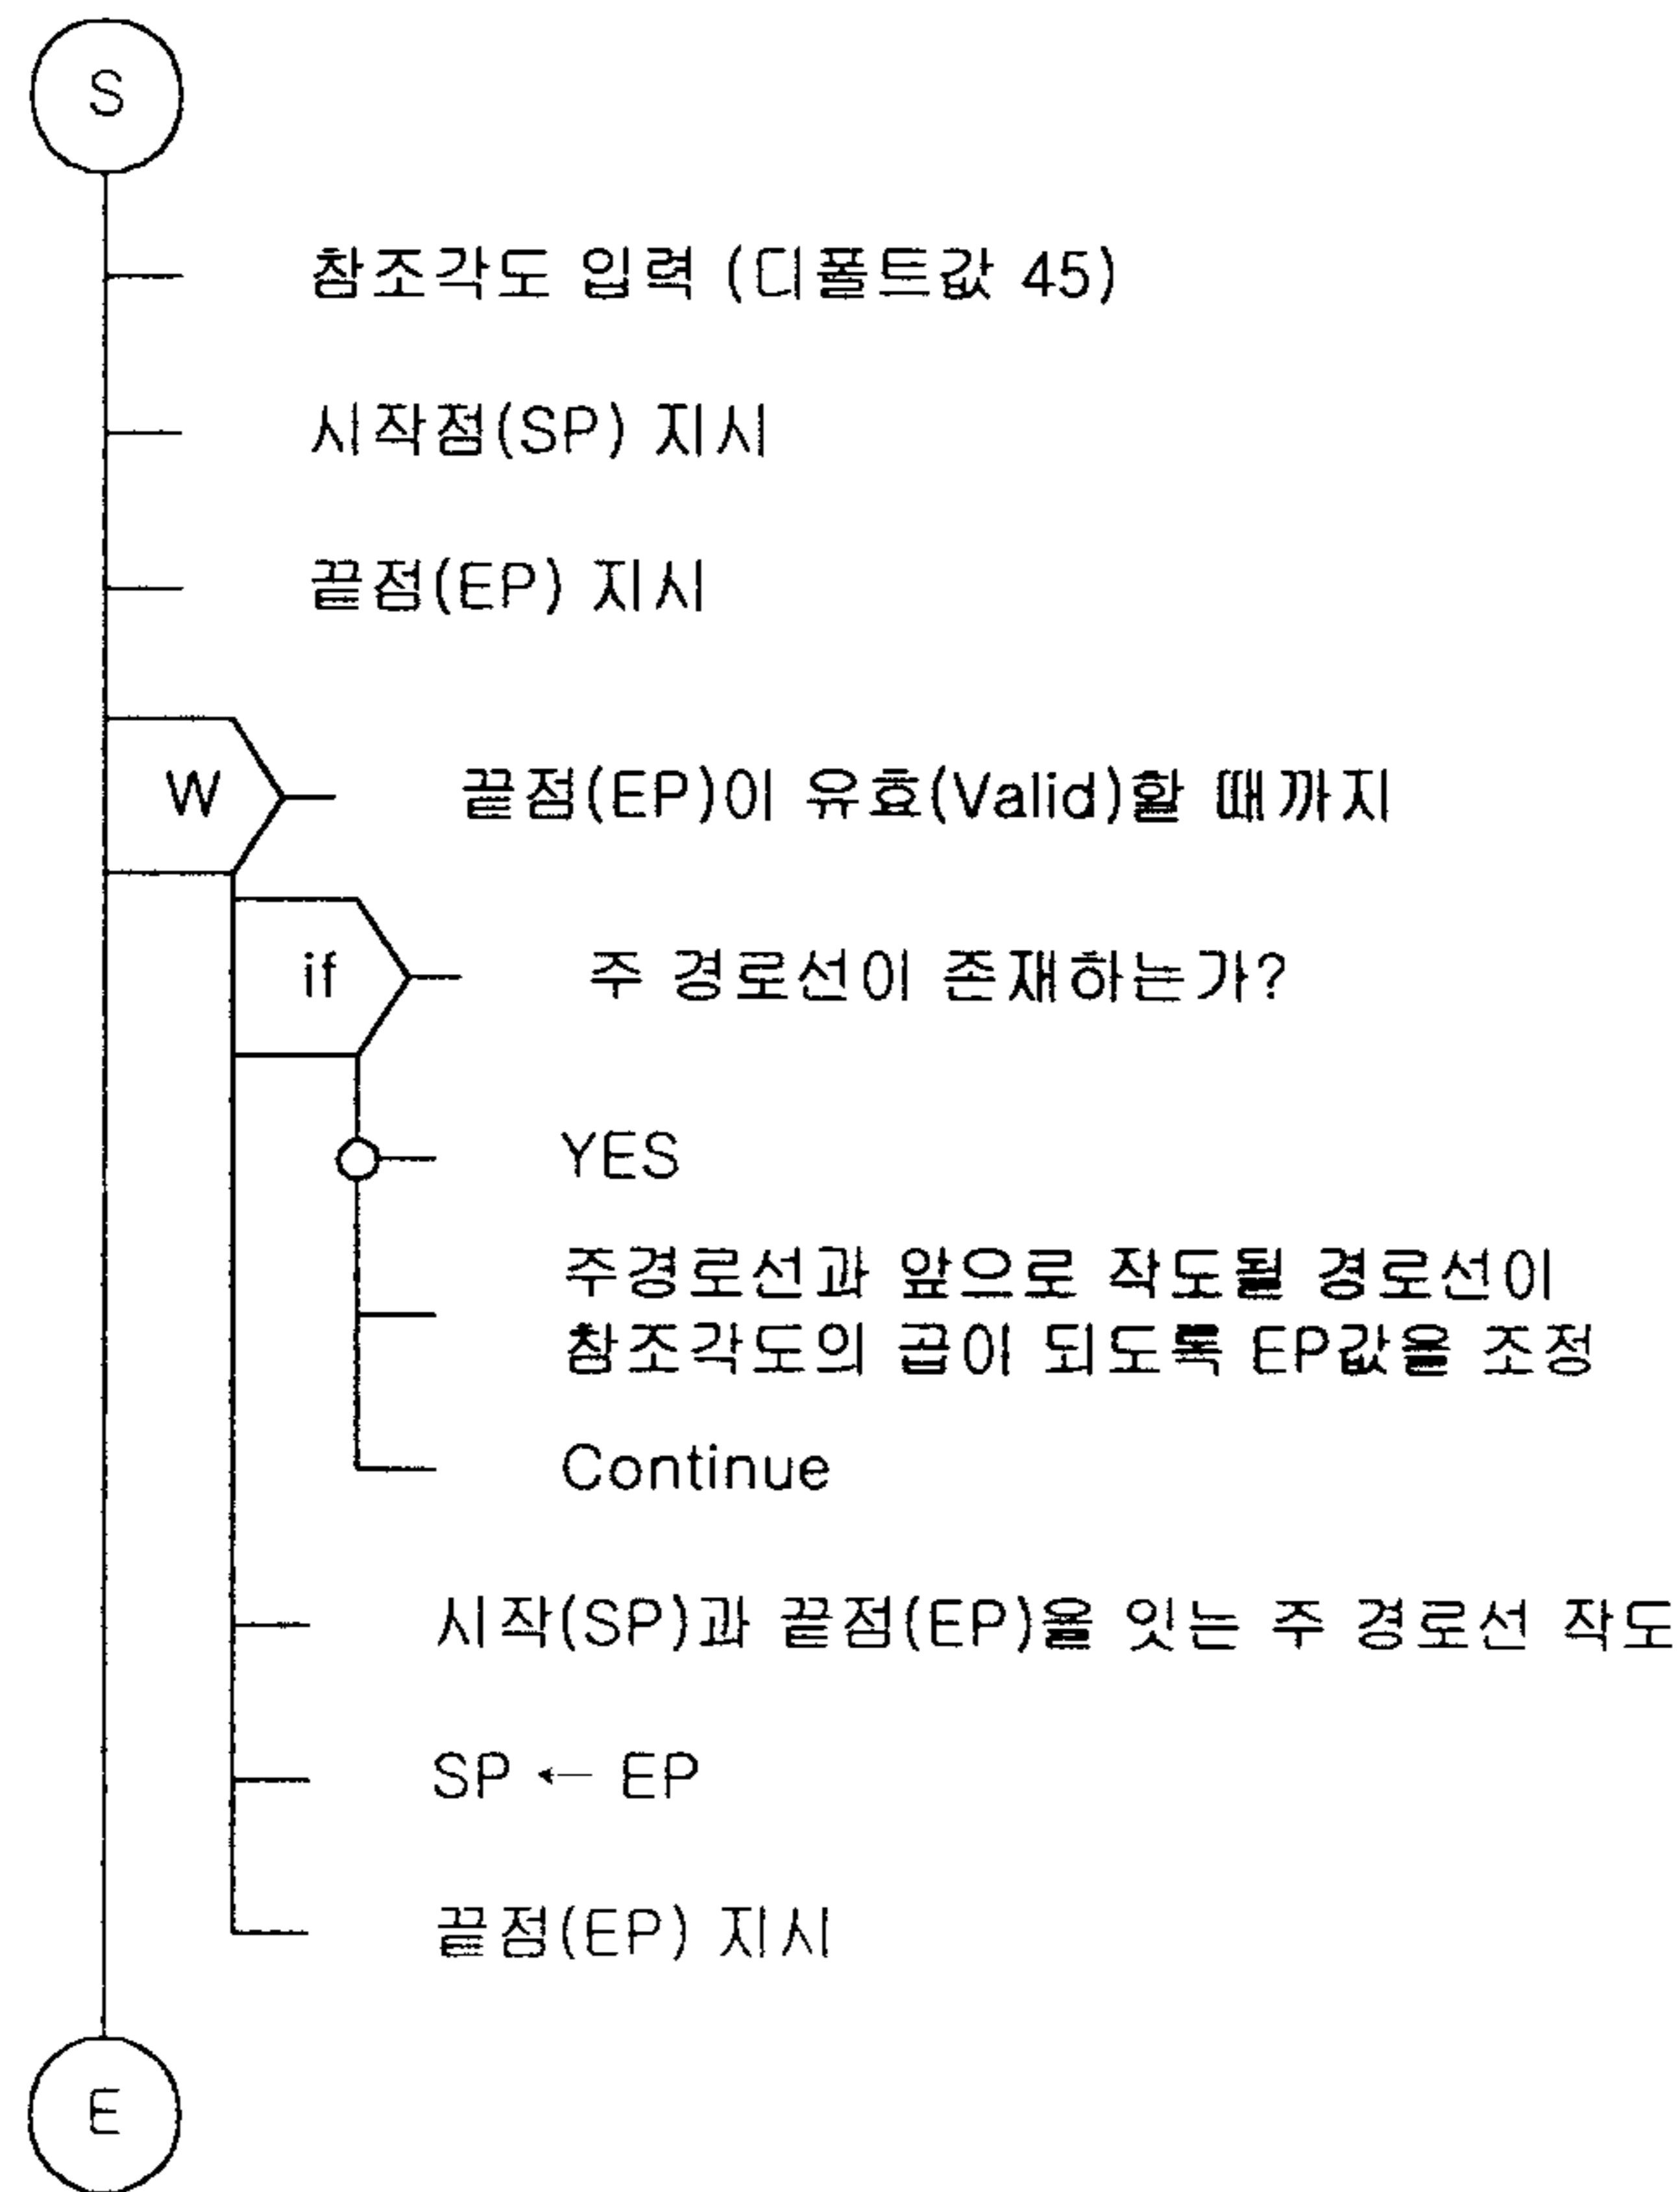 S
참조각도 입력 (디폴트값 45)
시작점(SP) 지시
끝점(EP) 지시
W
끝점(EP)이 유효(Valid)할 때까지
if
주 경로선이 존재하는가?
YES
주경로선과 앞으로 작도될 경로선이
참조각도의 곱이 되도록 EP값을 조정
Continue
시작(SP)과 끝점(EP)을 잇는 주 경로선 작도
SP ← EP
끝점(EP) 지시
E